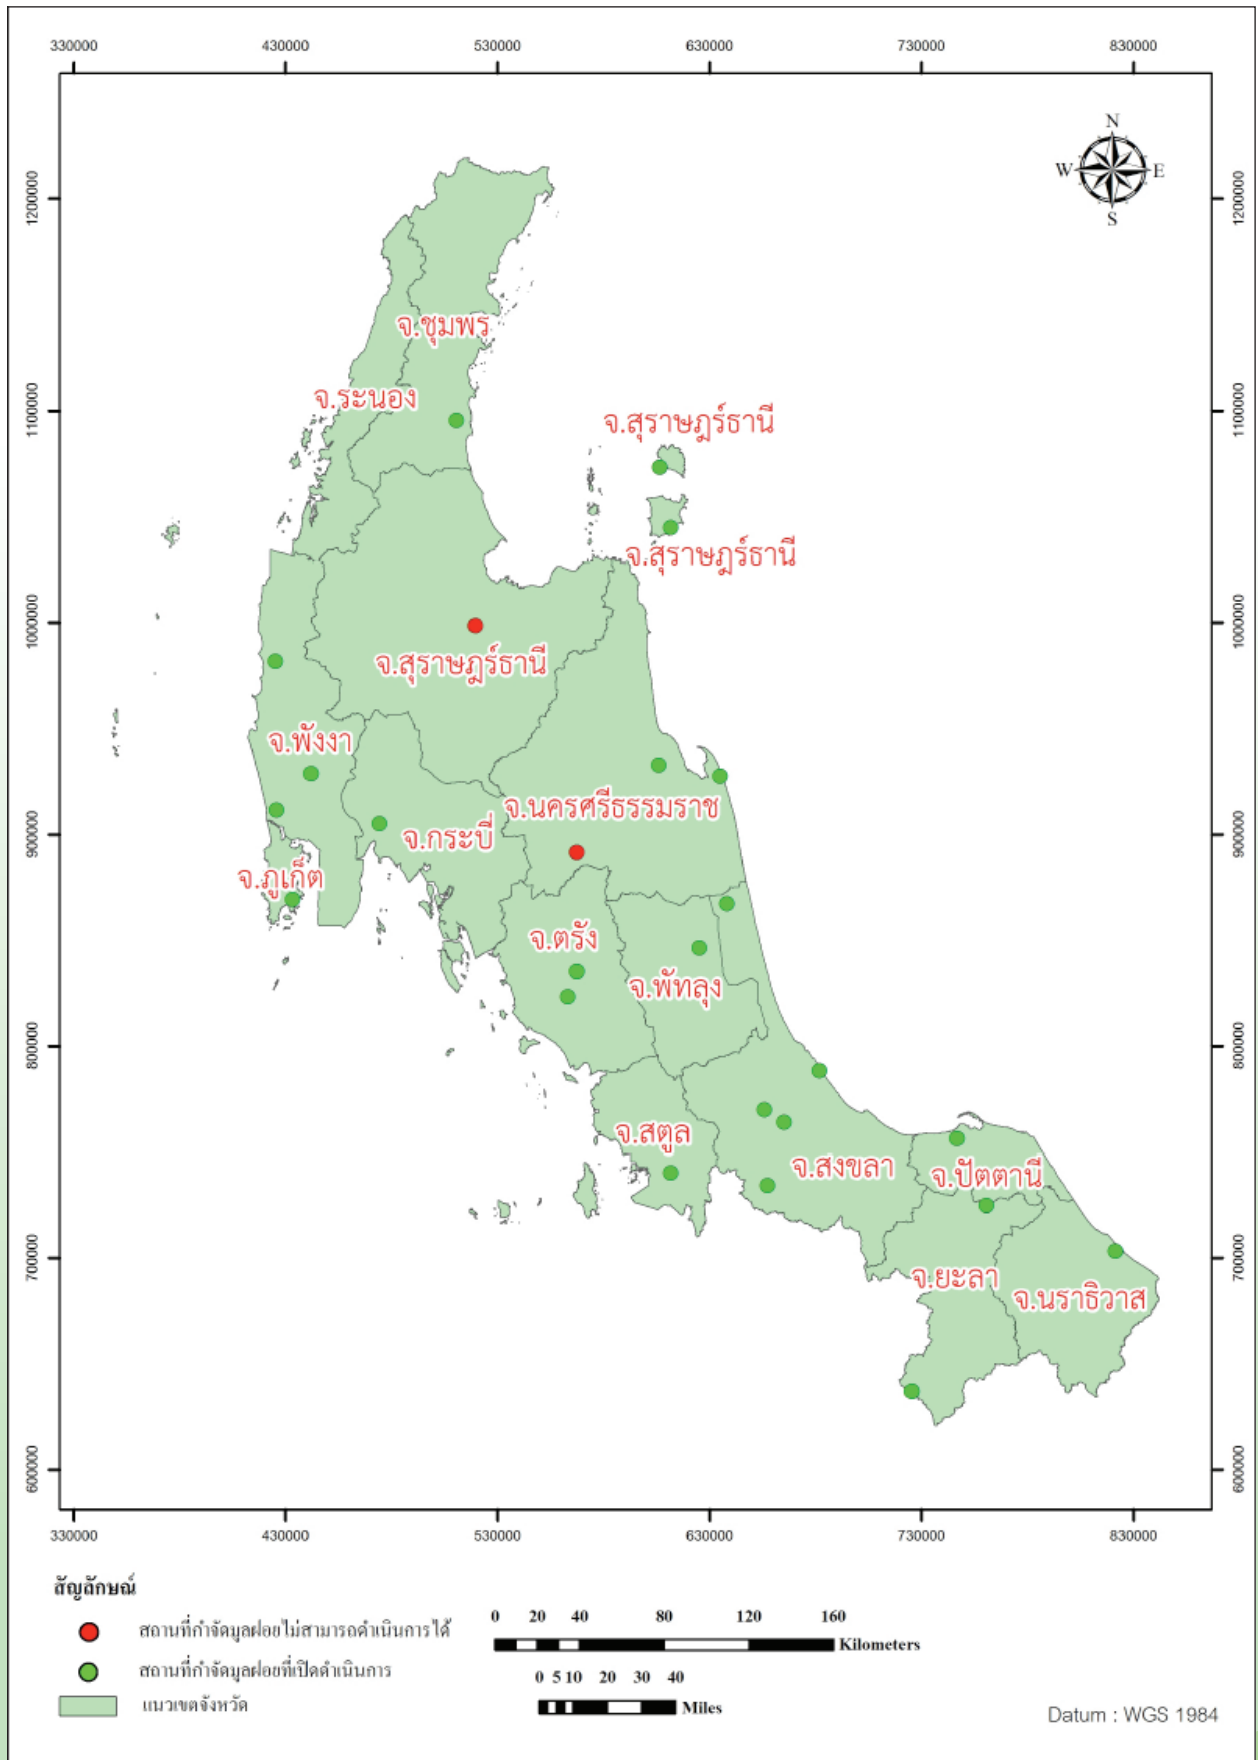 330000 430000 530000 630000 730000 830000
N
W E
S
1200000 1200000
จ.ชุมพร
จ.ระนอง
1100000 1100000
จ.สุราษฎร์ธานี
จ.สุราษฎร์ธานี
1000000 1000000
จ.สุราษฎร์ธานี
จ.พังงา
จ.นครศรีธรรมราช
จ.กระบี่
900000 900000
จ.ภูเก็ต
จ.ตรัง
จ.พัทลุง
800000 800000
จ.สตูล
จ.สงขลา
จ.ปัตตานี
700000 700000
จ.ยะลา
จ.นราธิวาส
600000 600000
330000 430000 530000 630000 730000 830000
สัญลักษณ์
สถานที่กำจัดมูลฝอยไม่สามารถดำเนินการได้
สถานที่กำจัดมูลฝอยที่เปิดดำเนินการ
แนวเขตจังหวัด
0 20 40 80 120 160
Kilometers
0 5 10 20 30 40
Miles
Datum : WGS 1984